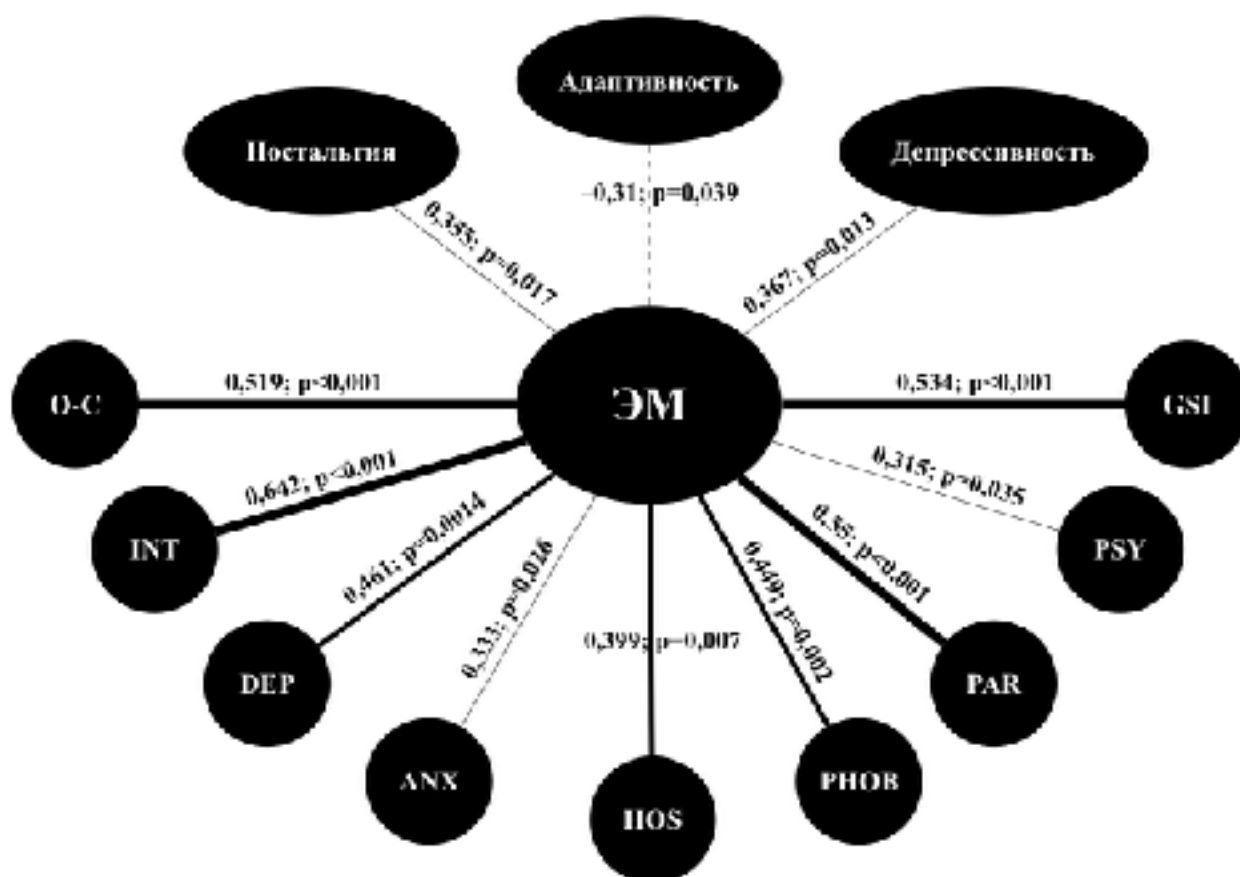 Адаптивность
Ностальгия
Депрессивность
–0,31; p=0,039
0,355; p=0,017
0,367; p=0,013
O-C
0,519; p<0,001
ЭМ
0,534; p<0,001
GSI
INT
0,642; p<0,001
0,315; p=0,035
PSY
DEP
0,461; p=0,0014
0,333; p=0,026
0,399; p=0,007
0,449; p=0,002
0,55; p<0,001
PAR
ANX
HOS
PHOB